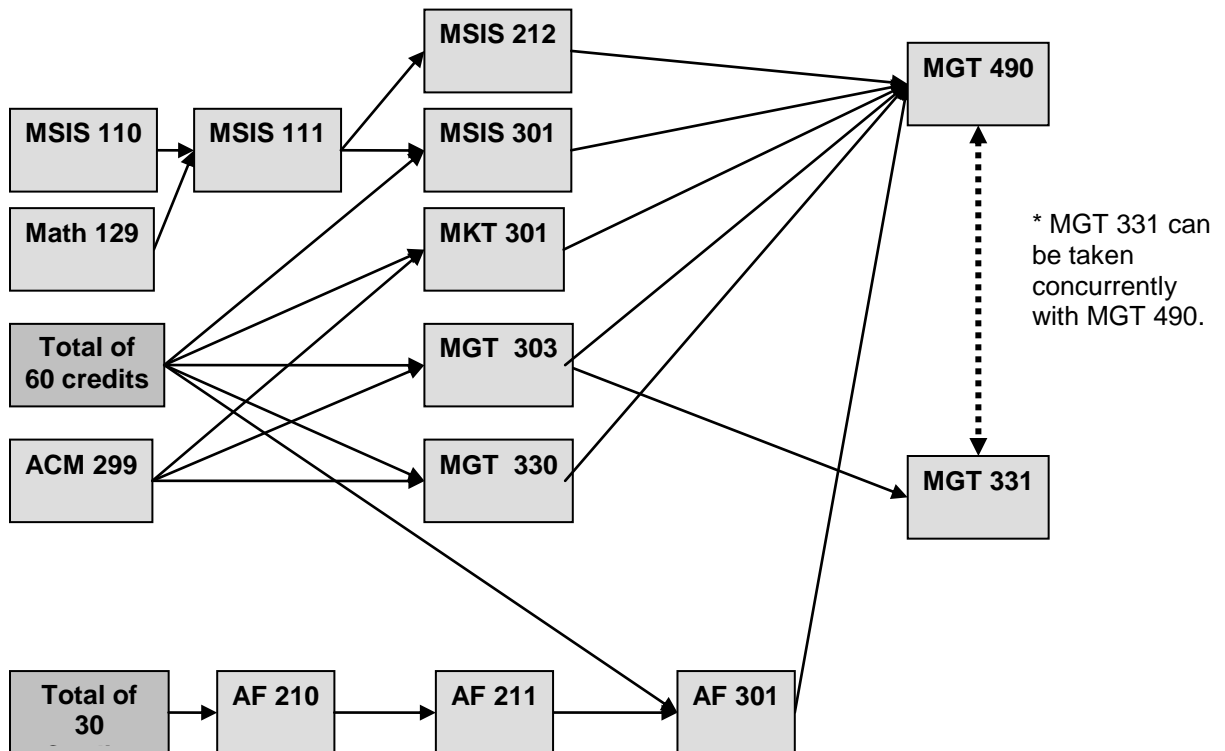 MSIS 212
MGT 490
MSIS 110
MSIS 111
MSIS 301
Math 129
MKT 301
* MGT 331 can
be taken
concurrently
with MGT 490.
Total of
60 credits
MGT 303
ACM 299
MGT 330
MGT 331
Total of
30
AF 210
AF 211
AF 301